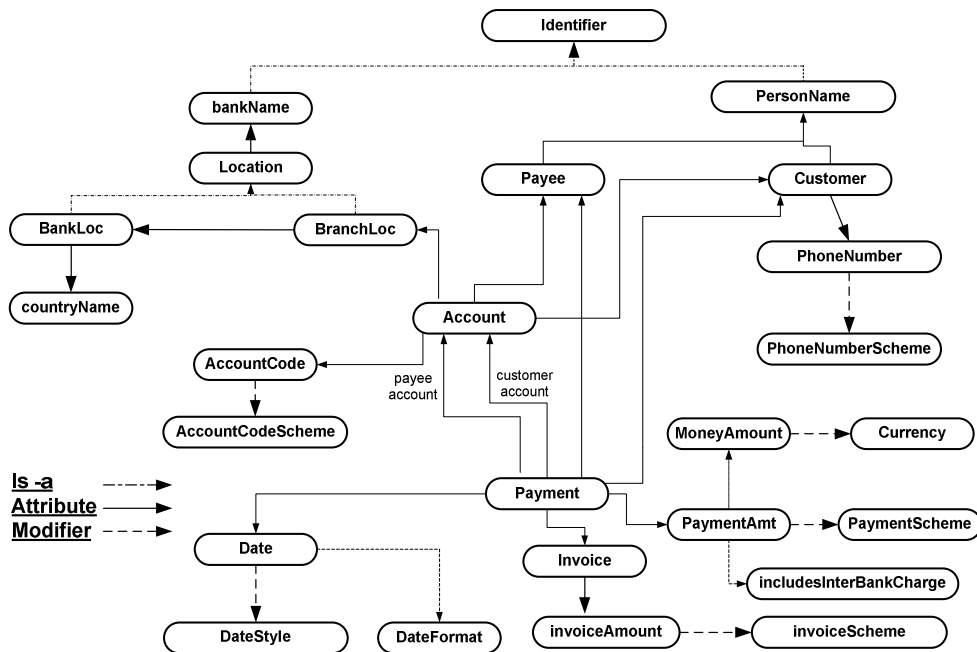 Identifier
bankName
PersonName
Location
Payee
Customer
BankLoc
BranchLoc
PhoneNumber
countryName
Account
PhoneNumberScheme
AccountCode
payee
account
customer
account
AccountCodeScheme
MoneyAmount
Currency
Is -a
Attribute
Modifier
Payment
PaymentAmt
PaymentScheme
Date
Invoice
includesInterBankCharge
DateStyle
DateFormat
invoiceAmount
invoiceScheme